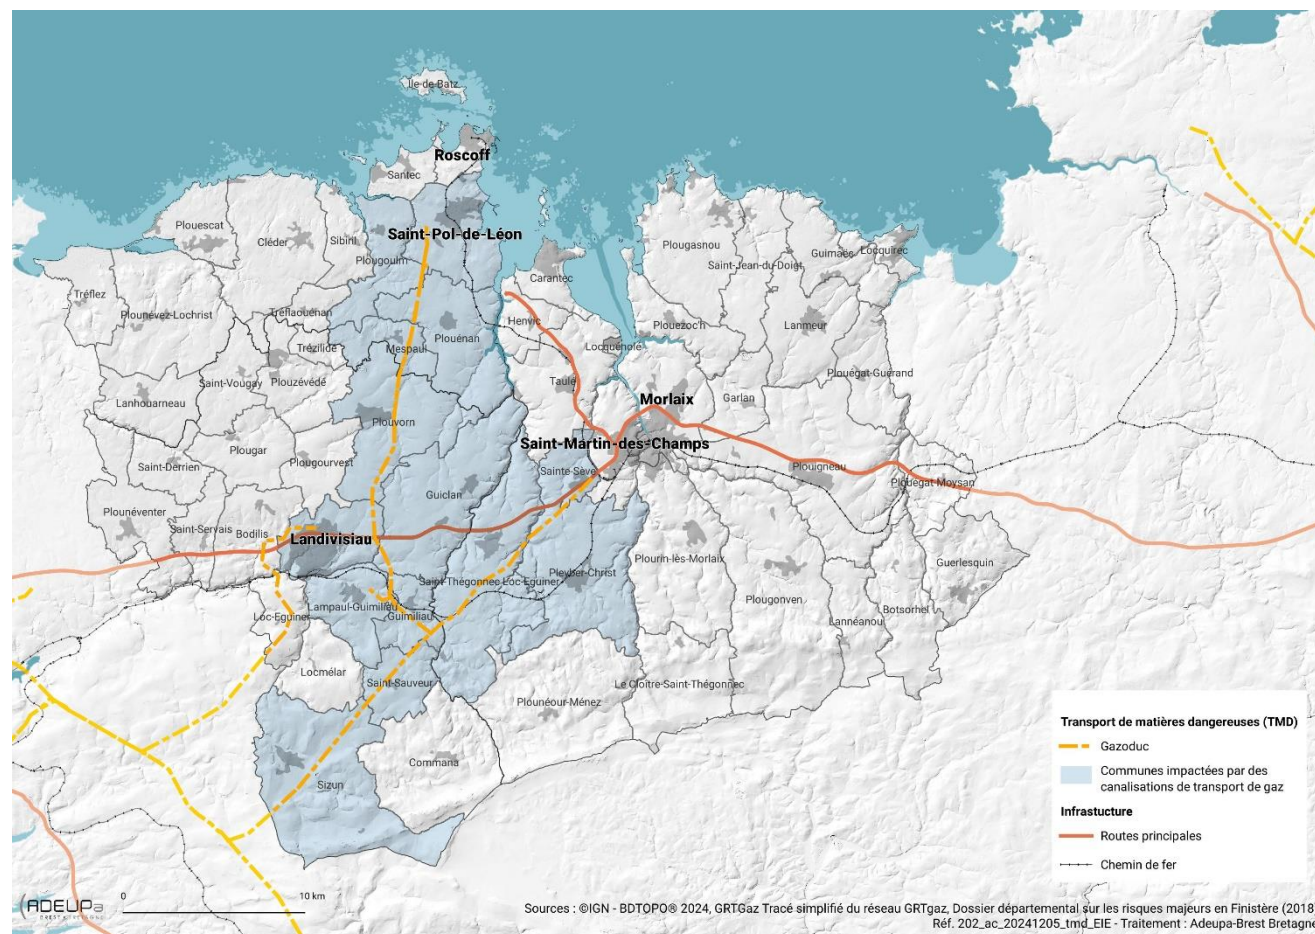 Île-de-Batz
Roscoff
Santec
Saint-Pol-de-Léon
Plouescat
Cléder
Sibiril
Plougoulm
Plougasnou
Saint-Jean-du-Doigt
Guimaëc
Locquirec
Carantec
Tréflez
Plounévez-Lochrist
Tréflaouénan
Henvic
Plouezoc'h
Lanmeur
Plouénan
Mespaul
Trézilidé
Locquénolé
Saint-Vougay
Plouzévédé
Taulé
Plouégat-Guérand
Lanhouarneau
Morlaix
Garlan
Plouvorn
Saint-Martin-des-Champs
Plougar
Saint-Derrien
Plougourvest
Sainte-Sève
Plouigneau
Plouégat-Moysan
Guiclan
Plounéventer
Saint-Servais
Bodilis
Landivisiau
Plourin-lès-Morlaix
Guerlesquin
Saint-Thégonnec Loc-Eguiner
Pleyber-Christ
Plougonven
Botsorhel
Lampaul-Guimiliau
Guimiliau
Loc-Eguiner
Lannéanou
Locmélar
Saint-Sauveur
Le Cloître-Saint-Thégonnec
Plounéour-Ménez
Commana
Sizun
Transport de matières dangereuses (TMD)
Gazoduc
Communes impactées par des
canalisations de transport de gaz
Infrastucture
Routes principales
Chemin de fer
ADEUPa
BREST BRETAGNE
0
10 km
Sources : ©IGN - BDTOPO® 2024, GRTGaz Tracé simplifié du réseau GRTgaz, Dossier départemental sur les risques majeurs en Finistère (2018)
Réf. 202_ac_20241205_tmd_EIE - Traitement : Adeupa-Brest Bretagne